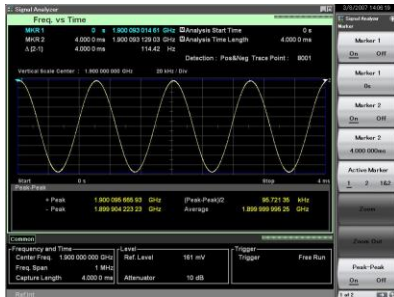 Signal Analyzer
2/8/2007 14:06:19
Freq. vs Time
MKR 1 0 s 1.900 093 014 61 GHz Analysis Start Time 0 s
MKR 2 4.000 0 ms 1.900 093 129 03 GHz Analysis Time Length 4.000 0 ms
Δ [2-1] 4.000 0 ms 114.42 Hz
Detection : Pos&Neg Trace Point : 8001
Vertical Scale Center : 1.900 000 000 GHz 20 kHz / Div
2
Start 0 s Stop 4 ms
Peak-Peak
+ Peak 1.900 095 665 93 GHz (Peak-Peak)/2 95.721 35 kHz
- Peak 1.899 904 223 23 GHz Average 1.899 999 995 25 GHz
Common
Frequency and Time
Center Freq. 1.900 000 000 GHz
Freq. Span 1 MHz
Capture Length 4.000 0 ms
Level
Ref. Level 161 mV
Attenuator 10 dB
Trigger
Trigger Free Run
Ref.Int
Signal Analyzer
Marker
Marker 1
On Off
Marker 1
0s
Marker 2
On Off
Marker 2
4.000 000ms
Active Marker
1 2 1&2
Zoom
Zoom Out
Peak-Peak
On Off
1 of 2